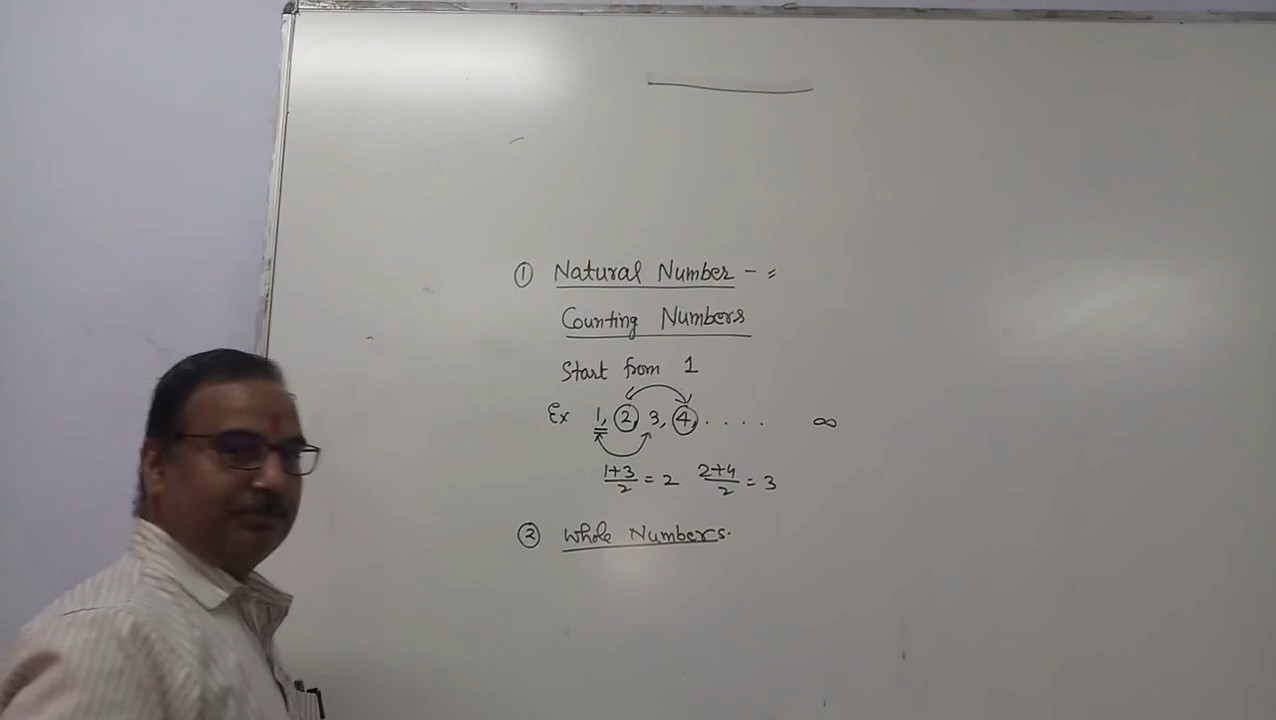 ① Natural Number - =
Counting Numbers
Start from 1
Ex 1, 2, 3, 4, . . . . ∞
1+3/2 = 2 2+4/2 = 3
② Whole Numbers.